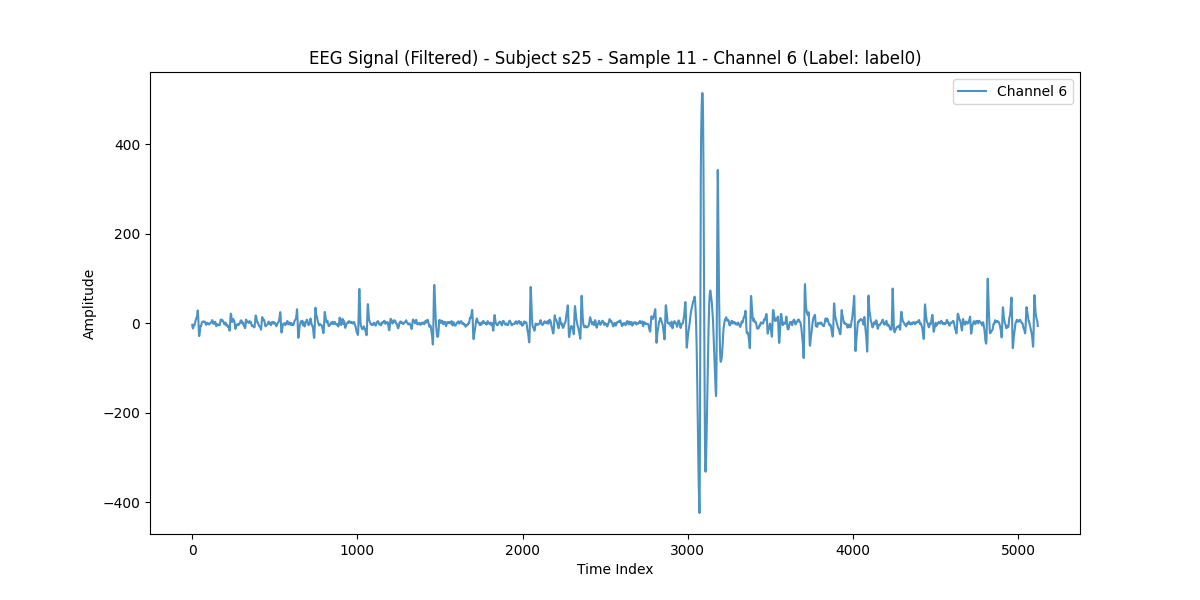 EEG Signal (Filtered) - Subject s25 - Sample 11 - Channel 6 (Label: label0)
Channel 6
Amplitude
400
200
0
−200
−400
0 1000 2000 3000 4000 5000
Time Index